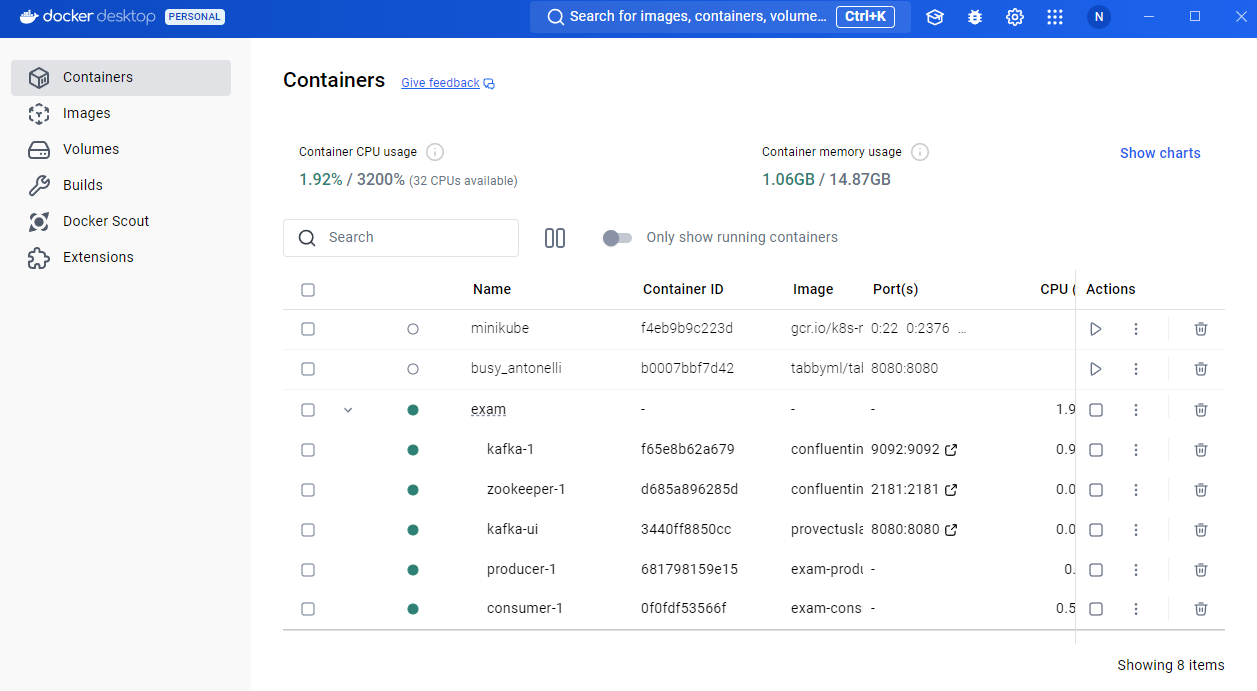 docker desktop PERSONAL
Search for images, containers, volume... Ctrl+K
N
Containers
Images
Volumes
Builds
Docker Scout
Extensions
Containers Give feedback
Container CPU usage
1.92% / 3200% (32 CPUs available)
Container memory usage
1.06GB / 14.87GB
Show charts
Search
Only show running containers
Name Container ID Image Port(s) CPU ( Actions
minikube f4eb9b9c223d gcr.io/k8s-r 0:22 0:2376 ...
busy_antonelli b0007bbf7d42 tabbyml/tal 8080:8080
exam - - - 1.9
kafka-1 f65e8b62a679 confluentin 9092:9092 0.9
zookeeper-1 d685a896285d confluentin 2181:2181 0.0
kafka-ui 3440ff8850cc provectusla 8080:8080 0.0
producer-1 681798159e15 exam-produ - 0.
consumer-1 0f0fdf53566f exam-cons - 0.5
Showing 8 items